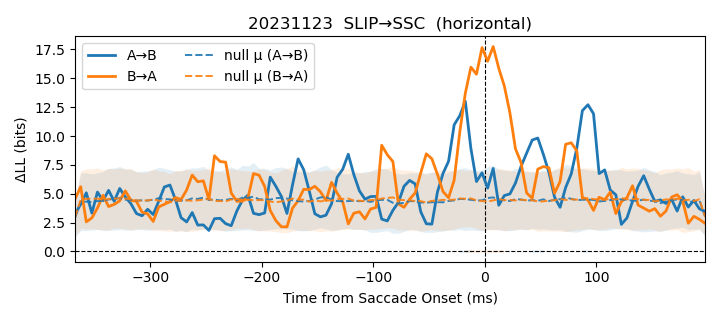 20231123  SLIP→SSC  (horizontal)
ΔLL (bits)
17.5
15.0
12.5
10.0
7.5
5.0
2.5
0.0
A→B
B→A
null μ (A→B)
null μ (B→A)
−300
−200
−100
0
100
Time from Saccade Onset (ms)